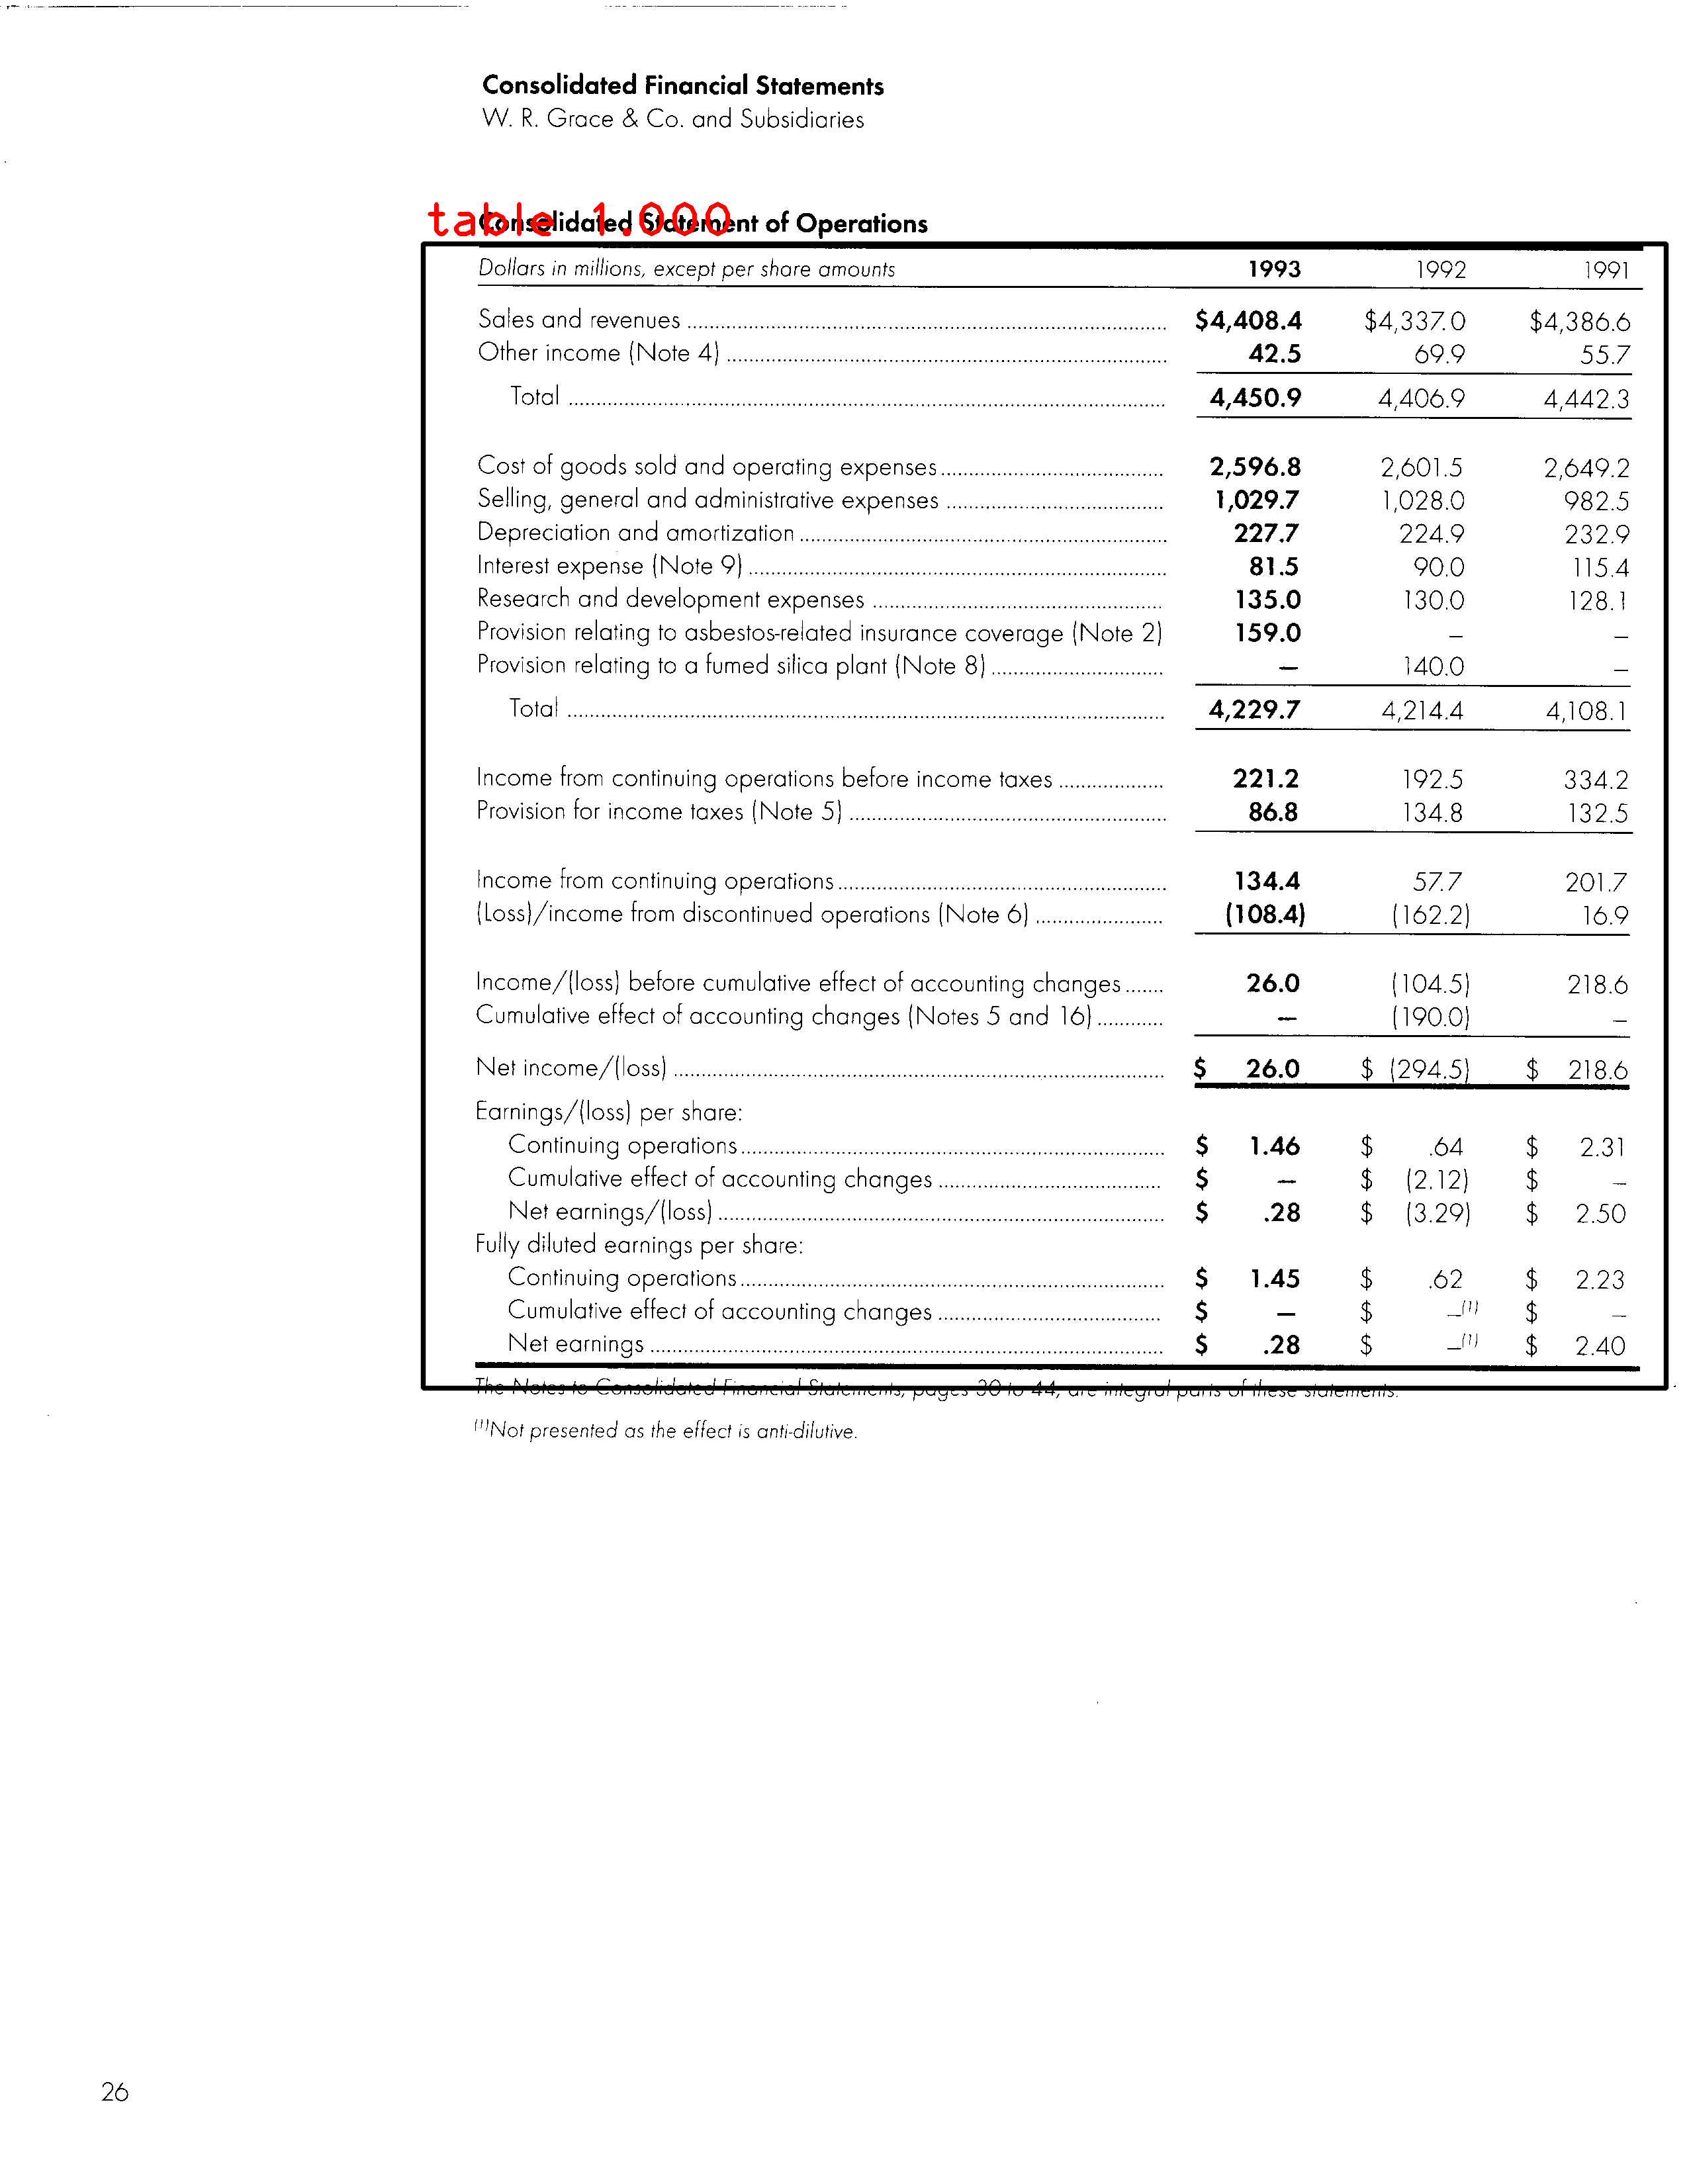 Consolidated Financial Statements
W. R. Grace & Co. and Subsidiaries
table 1.000
Consolidated Statement of Operations
Dollars in millions, except per share amounts 1993 1992 1991
Sales and revenues $4,408.4 $4,337.0 $4,386.6
Other income (Note 4) 42.5 69.9 55.7
Total 4,450.9 4,406.9 4,442.3
Cost of goods sold and operating expenses 2,596.8 2,601.5 2,649.2
Selling, general and administrative expenses 1,029.7 1,028.0 982.5
Depreciation and amortization 227.7 224.9 232.9
Interest expense (Note 9) 81.5 90.0 115.4
Research and development expenses 135.0 130.0 128.1
Provision relating to asbestos-related insurance coverage (Note 2) 159.0 – –
Provision relating to a fumed silica plant (Note 8) – 140.0 –
Total 4,229.7 4,214.4 4,108.1
Income from continuing operations before income taxes 221.2 192.5 334.2
Provision for income taxes (Note 5) 86.8 134.8 132.5
Income from continuing operations 134.4 57.7 201.7
(Loss)/income from discontinued operations (Note 6) (108.4) (162.2) 16.9
Income/(loss) before cumulative effect of accounting changes 26.0 (104.5) 218.6
Cumulative effect of accounting changes (Notes 5 and 16) – (190.0) –
Net income/(loss) $ 26.0 $ (294.5) $ 218.6
Earnings/(loss) per share:
Continuing operations $ 1.46 $ .64 $ 2.31
Cumulative effect of accounting changes $ – $ (2.12) $ –
Net earnings/(loss) $ .28 $ (3.29) $ 2.50
Fully diluted earnings per share:
Continuing operations $ 1.45 $ .62 $ 2.23
Cumulative effect of accounting changes $ – $ –(1) $ –
Net earnings $ .28 $ –(1) $ 2.40
The Notes to Consolidated Financial Statements, pages 30 to 44, are integral parts of these statements.
(1)Not presented as the effect is anti-dilutive.
26